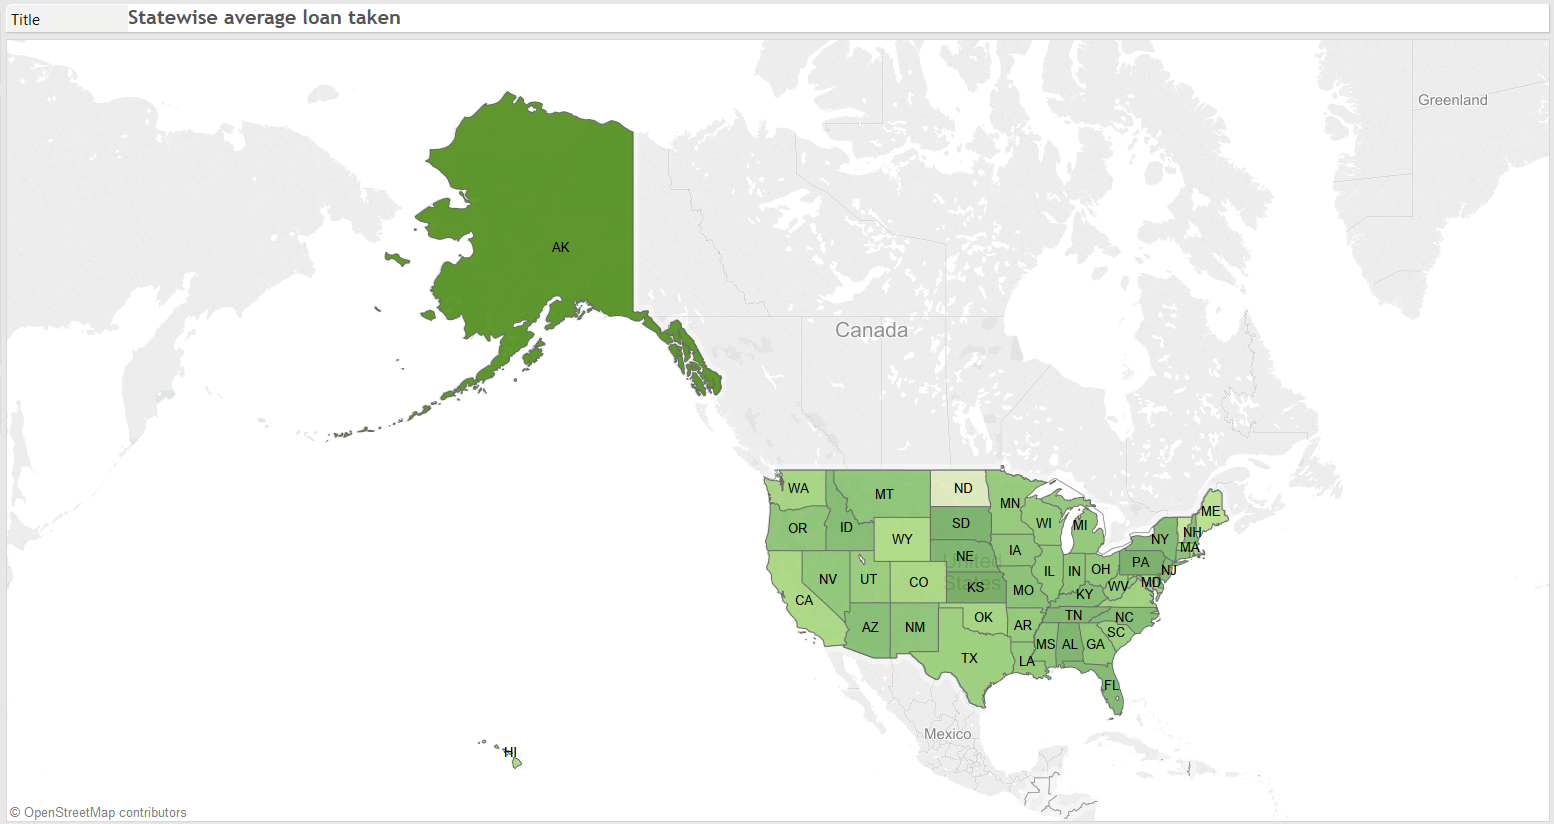 Title
Statewise average loan taken
Greenland
AK
Canada
WA
MT
ND
MN
ME
OR
ID
SD
WI
MI
NH
WY
NY
MA
IA
NE
PA
United
States
NV
UT
CO
KS
IL
IN
OH
NJ
CA
MO
WV
MD
KY
AZ
NM
OK
AR
TN
NC
SC
TX
MS
AL
GA
LA
FL
Mexico
HI
© OpenStreetMap contributors